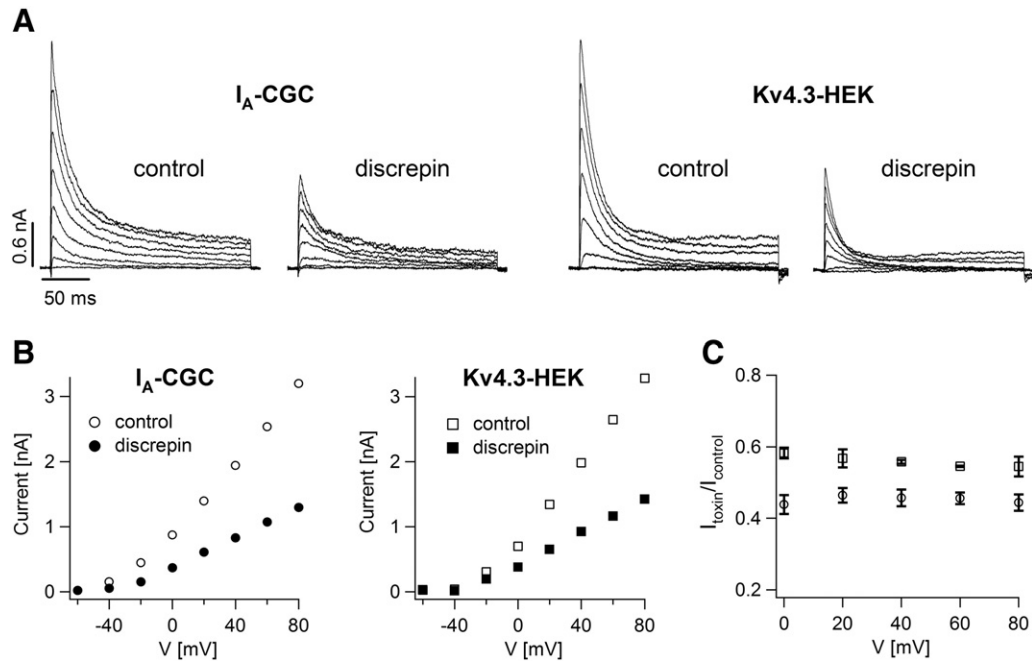 A
I_A-CGC
Kv4.3-HEK
control
discrepin
control
discrepin
0.6 nA
50 ms
B
I_A-CGC
control
discrepin
Current [nA]
3
2
1
0
-40
0
40
80
V [mV]
Kv4.3-HEK
control
discrepin
Current [nA]
3
2
1
0
-40
0
40
80
V [mV]
C
I_toxin/I_control
0.8
0.6
0.4
0.2
0
20
40
60
80
V [mV]